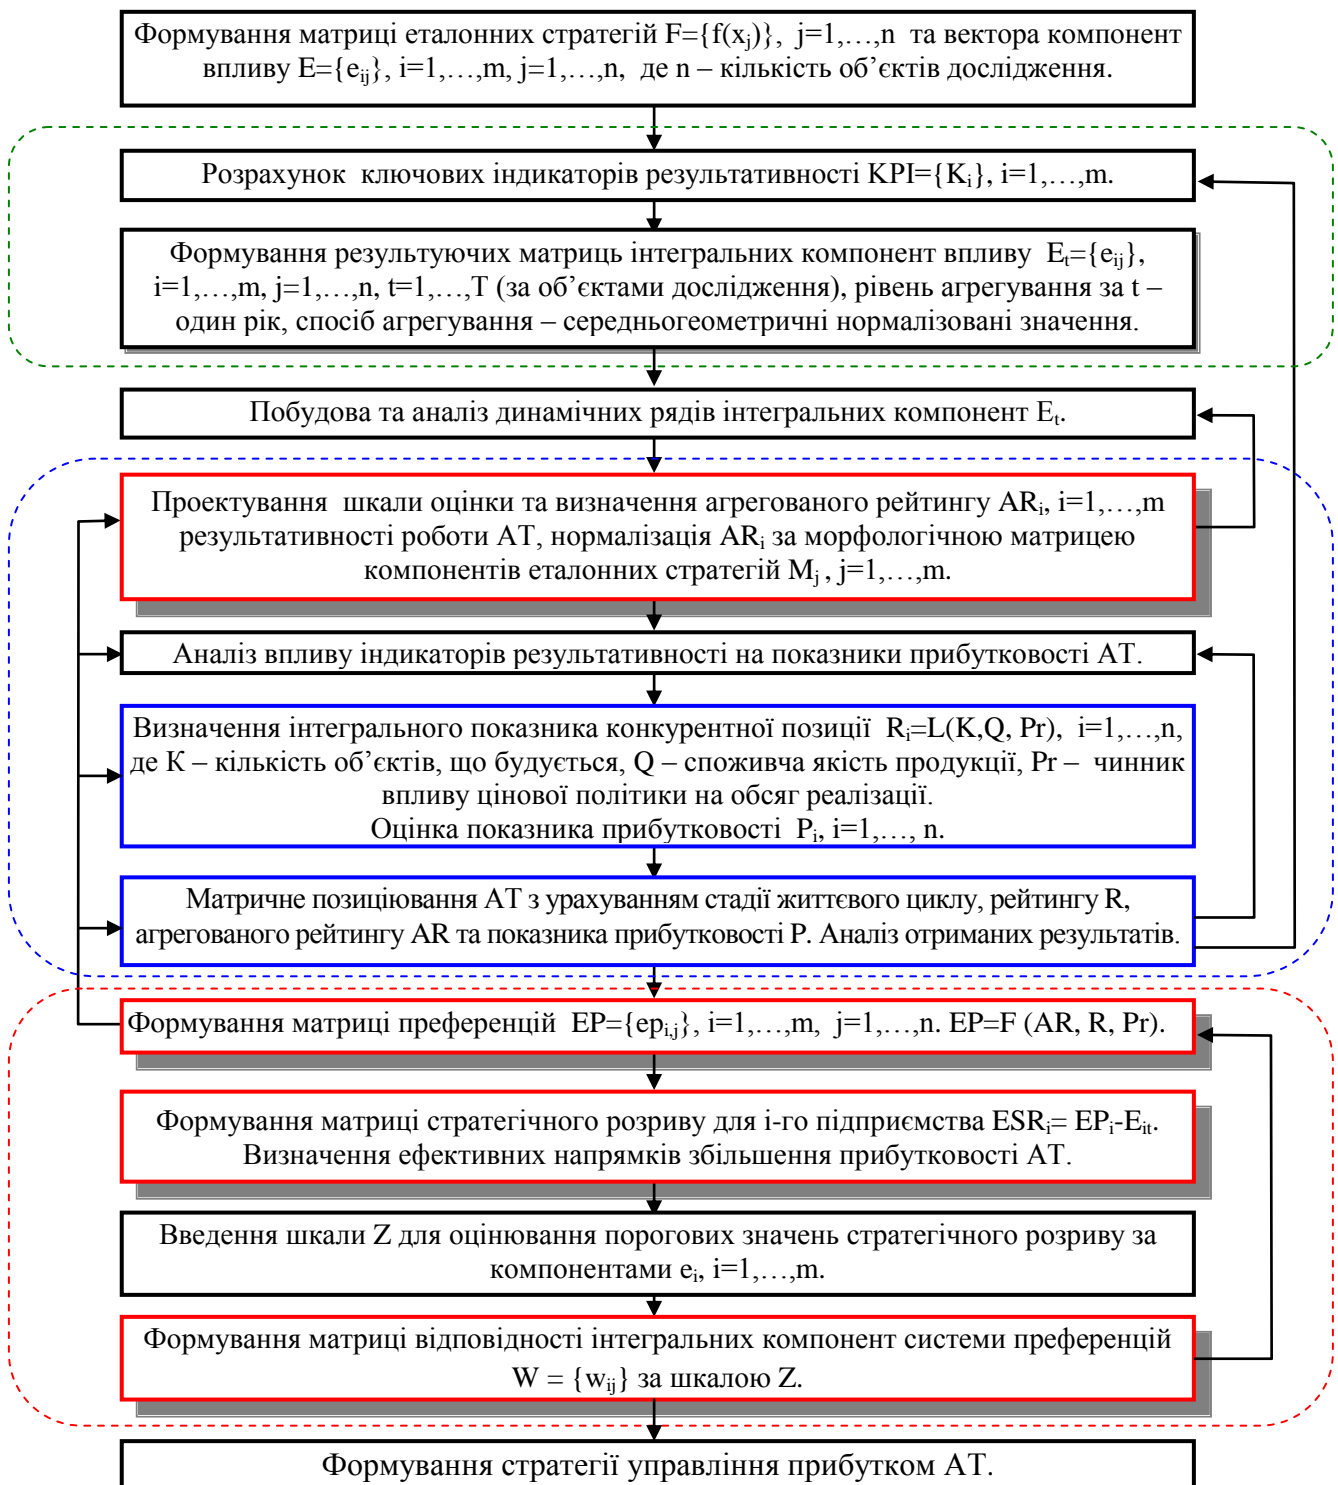 Формування матриці еталонних стратегій F={f(xj)}, j=1,…,n та вектора компонент
впливу E={eij}, i=1,…,m, j=1,…,n, де n – кількість об’єктів дослідження.
Розрахунок ключових індикаторів результативності KPI={Ki}, i=1,…,m.
Формування результуючих матриць інтегральних компонент впливу Et={eij},
i=1,…,m, j=1,…,n, t=1,…,T (за об’єктами дослідження), рівень агрегування за t –
один рік, спосіб агрегування – середньогеометричні нормалізовані значення.
Побудова та аналіз динамічних рядів інтегральних компонент Et.
Проектування шкали оцінки та визначення агрегованого рейтингу ARi, i=1,…,m
результативності роботи АТ, нормалізація ARi за морфологічною матрицею
компонентів еталонних стратегій Mj , j=1,…,m.
Аналіз впливу індикаторів результативності на показники прибутковості АТ.
Визначення інтегрального показника конкурентної позиції Ri=L(K,Q, Pr), i=1,…,n,
де К – кількість об’єктів, що будується, Q – споживча якість продукції, Pr – чинник
впливу цінової політики на обсяг реалізації.
Оцінка показника прибутковості Pi, i=1,…, n.
Матричне позиціювання АТ з урахуванням стадії життєвого циклу, рейтингу R,
агрегованого рейтингу AR та показника прибутковості P. Аналіз отриманих результатів.
Формування матриці преференцій EP={epi,j}, i=1,…,m, j=1,…,n. EP=F (AR, R, Pr).
Формування матриці стратегічного розриву для і-го підприємства ESRi= EPi-Eit.
Визначення ефективних напрямків збільшення прибутковості АТ.
Введення шкали Z для оцінювання порогових значень стратегічного розриву за
компонентами ei, i=1,…,m.
Формування матриці відповідності інтегральних компонент системи преференцій
W = {wij} за шкалою Z.
Формування стратегії управління прибутком АТ.